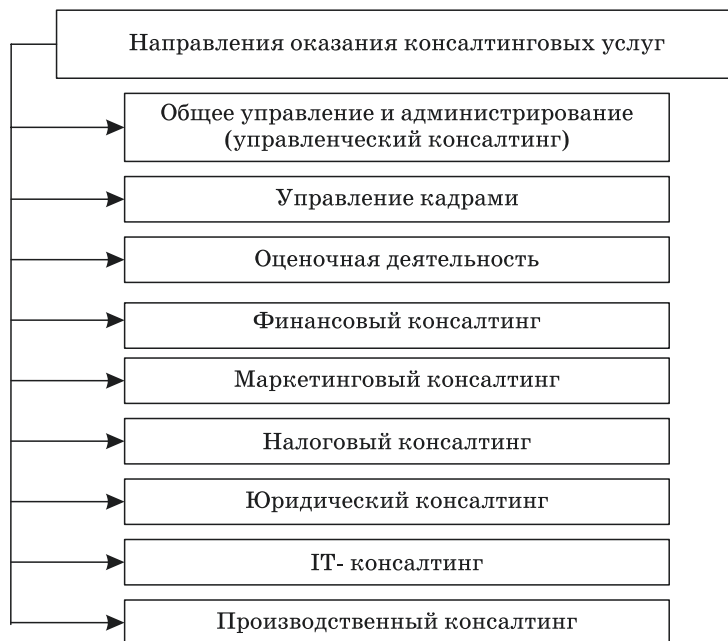 Направления оказания консалтинговых услуг
Общее управление и администрирование
(управленческий консалтинг)
Управление кадрами
Оценочная деятельность
Финансовый консалтинг
Маркетинговый консалтинг
Налоговый консалтинг
Юридический консалтинг
IT- консалтинг
Производственный консалтинг